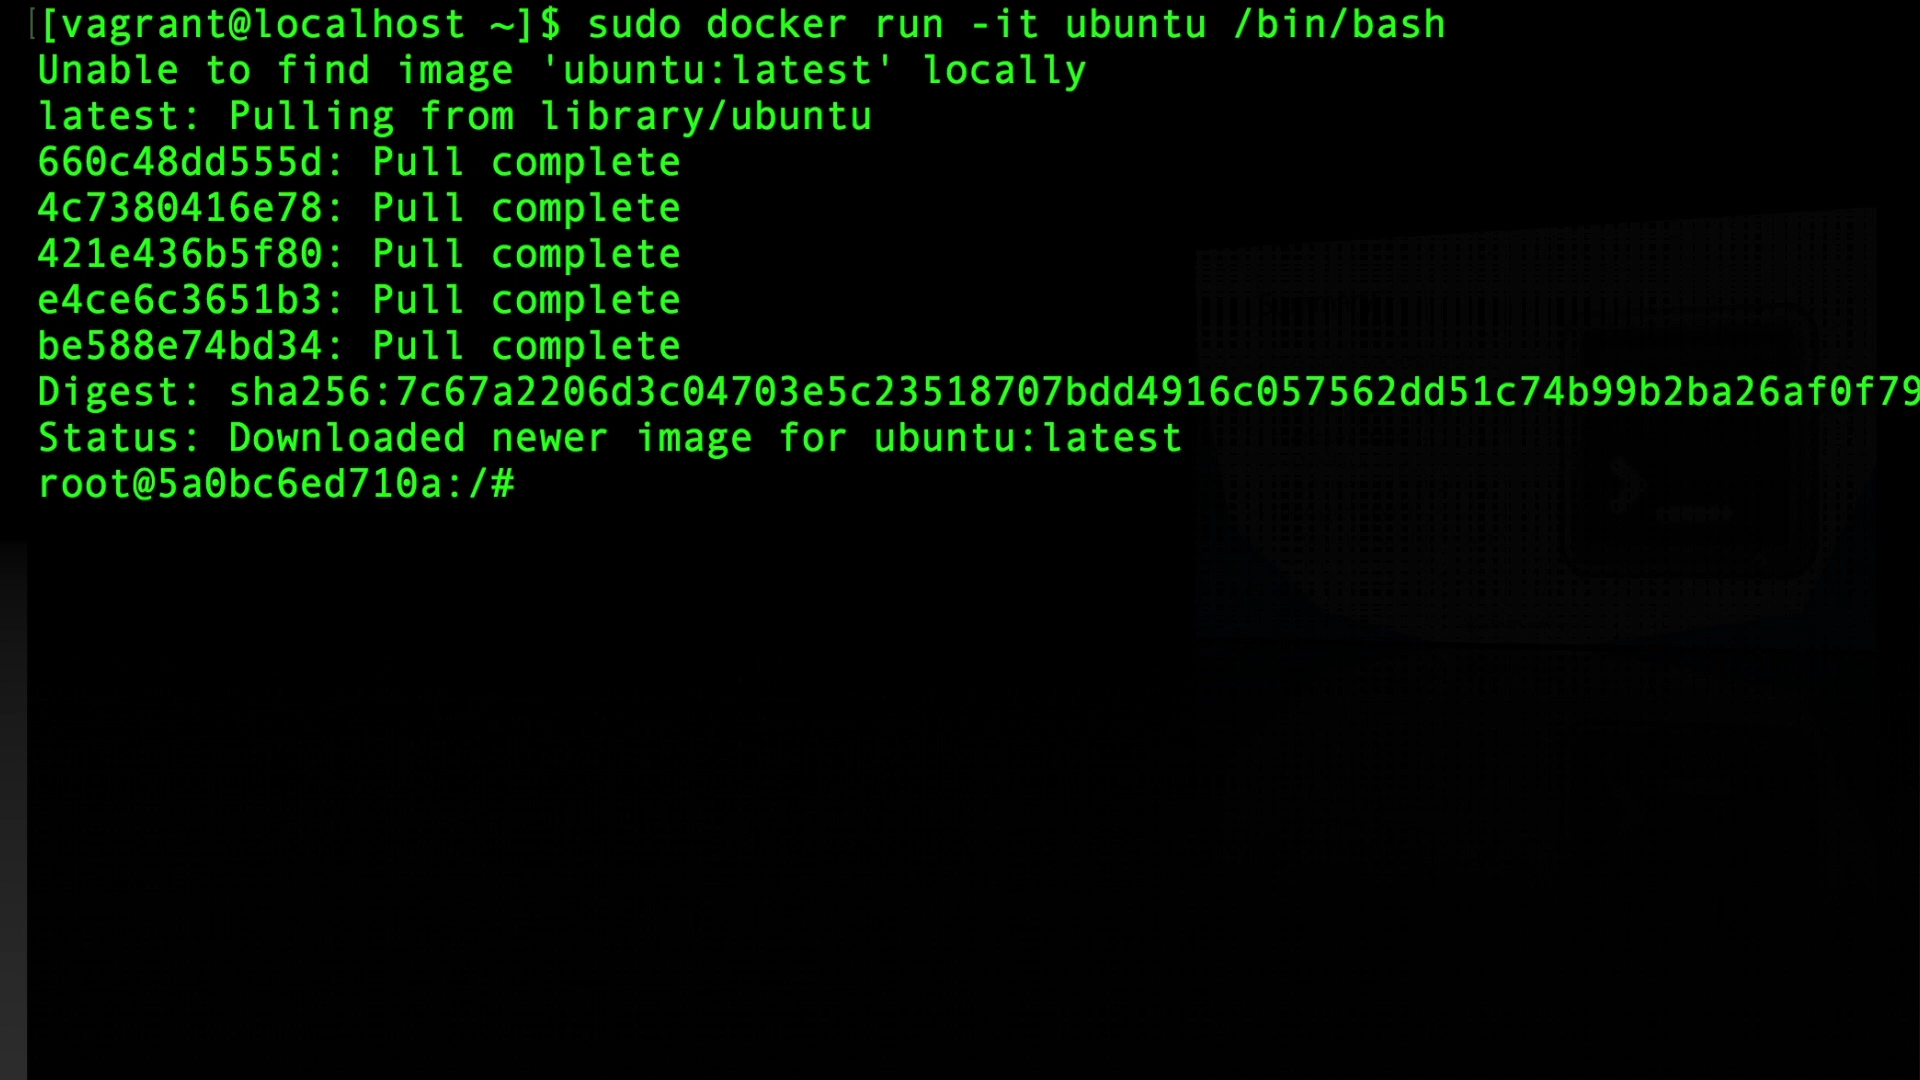 [[vagrant@localhost ~]$ sudo docker run -it ubuntu /bin/bash
Unable to find image 'ubuntu:latest' locally
latest: Pulling from library/ubuntu
660c48dd555d: Pull complete
4c7380416e78: Pull complete
421e436b5f80: Pull complete
e4ce6c3651b3: Pull complete
be588e74bd34: Pull complete
Digest: sha256:7c67a2206d3c04703e5c23518707bdd4916c057562dd51c74b99b2ba26af0f79
Status: Downloaded newer image for ubuntu:latest
root@5a0bc6ed710a:/#